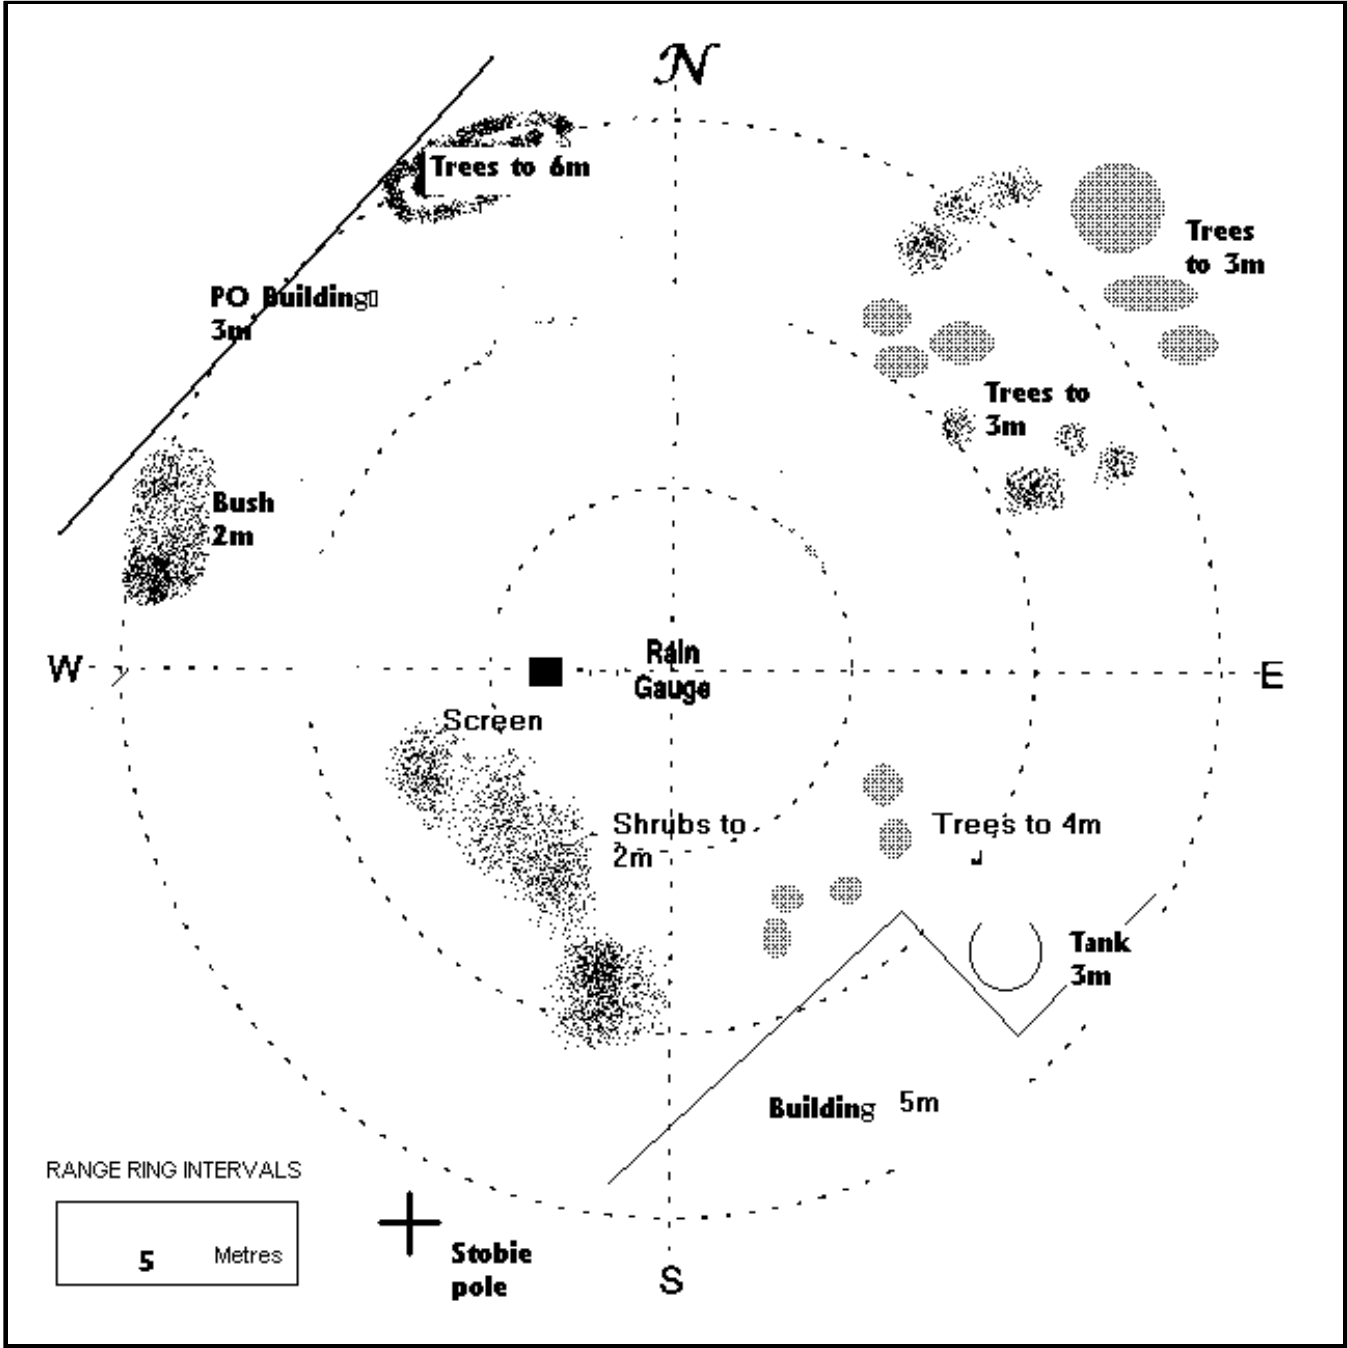 N
Trees to 6m
Trees
to 3m
PO Building▯
3m
Trees to
3m
Bush
2m
W
Rain
Gauge
E
Screen
Shrubs to
2m
Trees to 4m
Tank
3m
Building 5m
RANGE RING INTERVALS
5 Metres
Stobie
pole
S